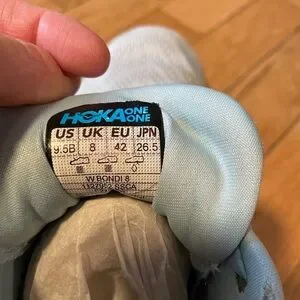 HOKA ONE ONE
US UK EU JPN
9.5B 8 42 26.5
W BONDI 8